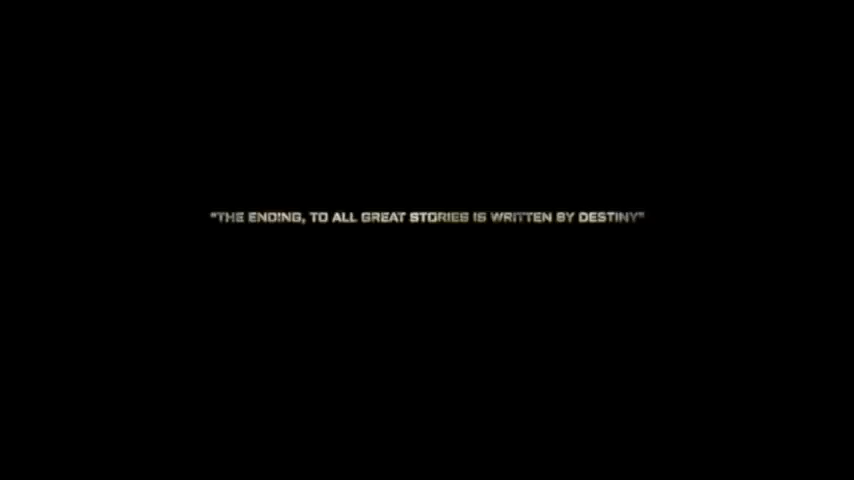 "THE ENDING, TO ALL GREAT STORIES IS WRITTEN BY DESTINY"